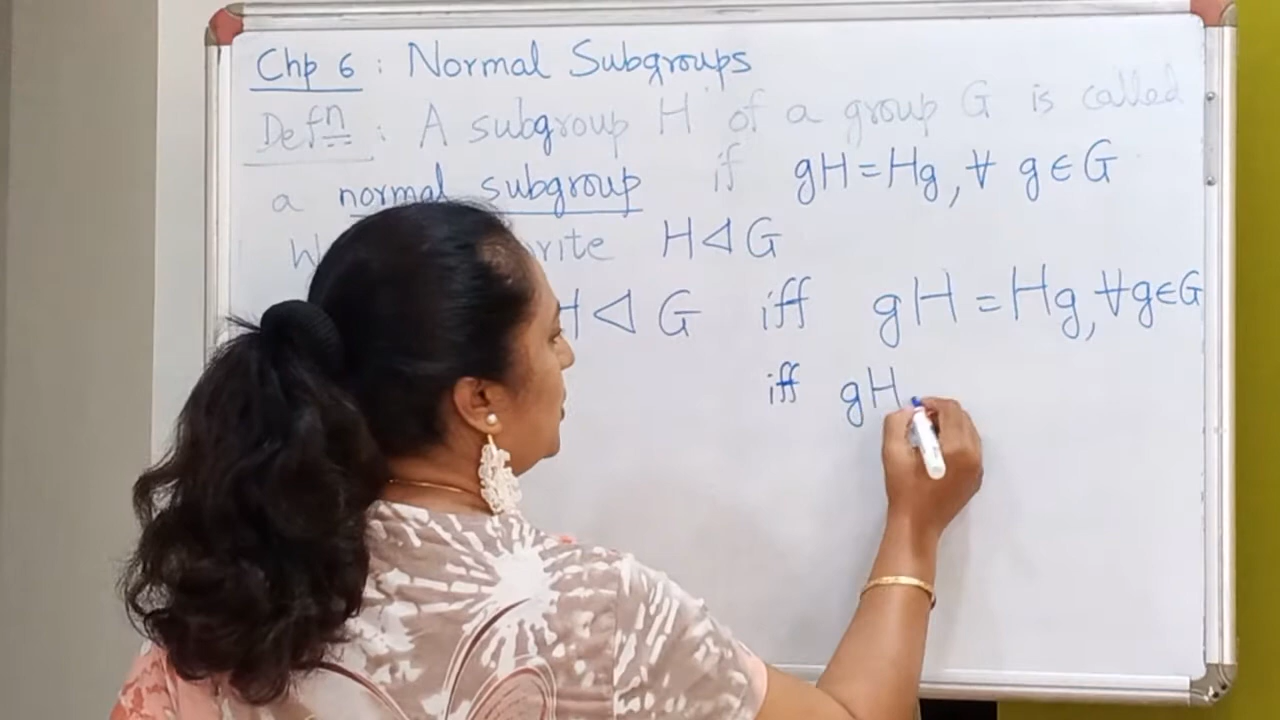 Chp 6 : Normal Subgroups
Defn : A subgroup H of a group G is called
a normal subgroup if gH = Hg, ∀ g ∈ G
H ◁ G
H ◁ G iff gH = Hg, ∀ g ∈ G
iff gH